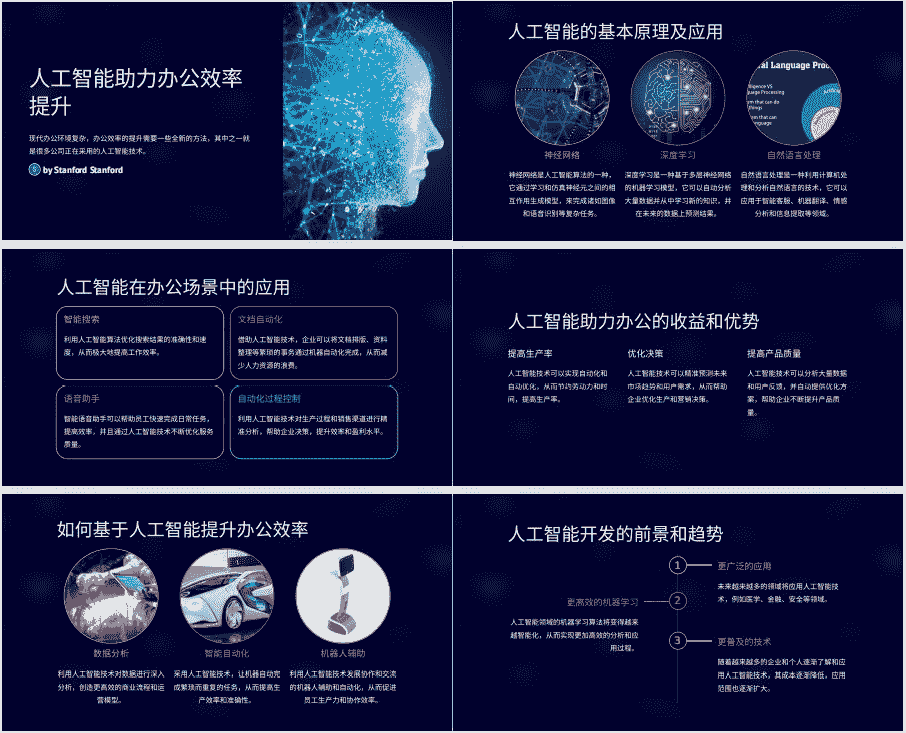 人工智能助力办公效率
提升
现代办公环境复杂，办公效率的提升需要一些全新的方法，其中之一就
是很多公司正在采用的人工智能技术。
by Stanford Stanford
人工智能的基本原理及应用
ral Language Proc
lligence VS
guage Processing
em that can do
things
em that can
language
神经网络
神经网络是人工智能算法的一种，
它通过学习和仿真神经元之间的相
互作用生成模型，来完成诸如图像
和语音识别等复杂任务。
深度学习
深度学习是一种基于多层神经网络
的机器学习模型，它可以自动分析
大量数据并从中学习新的知识，并
在未来的数据上预测结果。
自然语言处理
自然语言处理是一种利用计算机处
理和分析自然语言的技术，它可以
应用于智能客服、机器翻译、情感
分析和信息提取等领域。
人工智能在办公场景中的应用
智能搜索
利用人工智能算法优化搜索结果的准确性和速
度，从而极大地提高工作效率。
文档自动化
借助人工智能技术，企业可以将文档排版、资料
整理等繁琐的事务通过机器自动化完成，从而减
少人力资源的浪费。
语音助手
智能语音助手可以帮助员工快速完成日常任务，
提高效率，并且通过人工智能技术不断优化服务
质量。
自动化过程控制
利用人工智能技术对生产过程和销售渠道进行精
准分析，帮助企业决策，提升效率和盈利水平。
人工智能助力办公的收益和优势
提高生产率
人工智能技术可以实现自动化和
自动优化，从而节约劳动力和时
间，提高生产率。
优化决策
人工智能技术可以精准预测未来
市场趋势和用户需求，从而帮助
企业优化生产和营销决策。
提高产品质量
人工智能技术可以分析大量数据
和用户反馈，并自动提供优化方
案，帮助企业不断提升产品质
量。
如何基于人工智能提升办公效率
数据分析
利用人工智能技术对数据进行深入
分析，创造更高效的商业流程和运
营模型。
智能自动化
采用人工智能技术，让机器自动完
成繁琐而重复的任务，从而提高生
产效率和准确性。
机器人辅助
利用人工智能技术发展协作和交流
的机器人辅助和自动化，从而促进
员工生产力和协作效率。
人工智能开发的前景和趋势
1
更广泛的应用
未来越来越多的领域将应用人工智能技
术，例如医学、金融、安全等领域。
更高效的机器学习
2
人工智能领域的机器学习算法将变得越来
越智能化，从而实现更加高效的分析和应
用过程。
3
更普及的技术
随着越来越多的企业和个人逐渐了解和应
用人工智能技术，其成本逐渐降低，应用
范围也逐渐扩大。